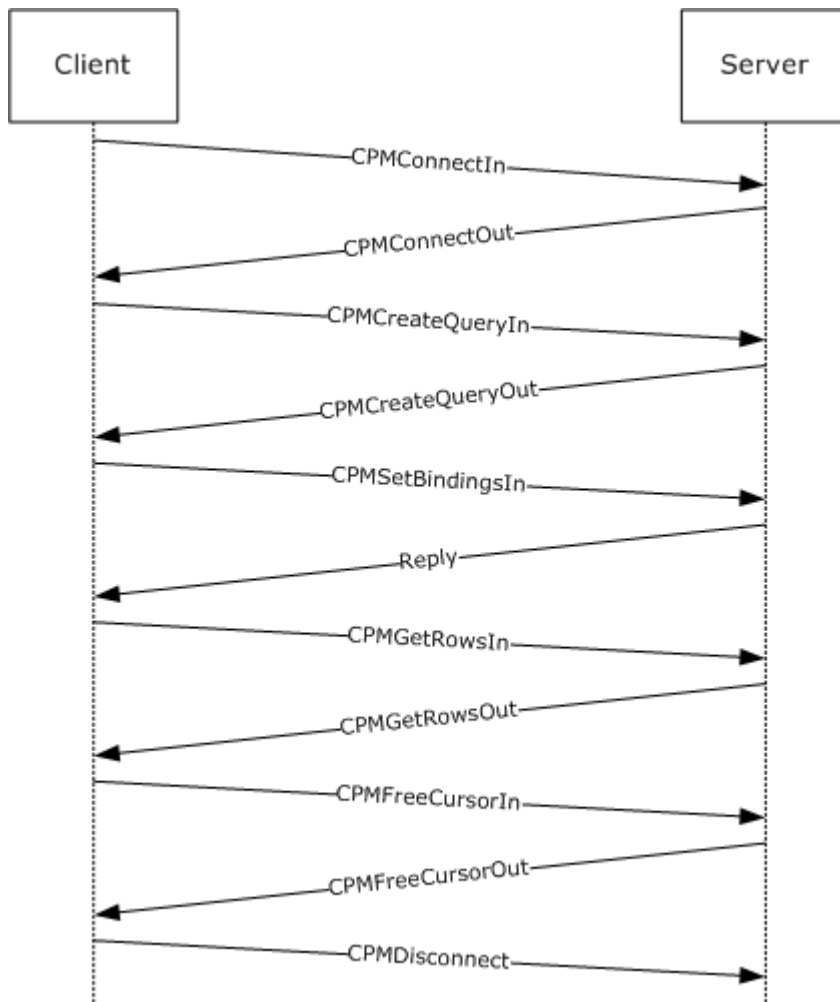 Client
Server
CPMConnectIn
CPMConnectOut
CPMCreateQueryIn
CPMCreateQueryOut
CPMSetBindingsIn
Reply
CPMGetRowsIn
CPMGetRowsOut
CPMFreeCursorIn
CPMFreeCursorOut
CPMDisconnect